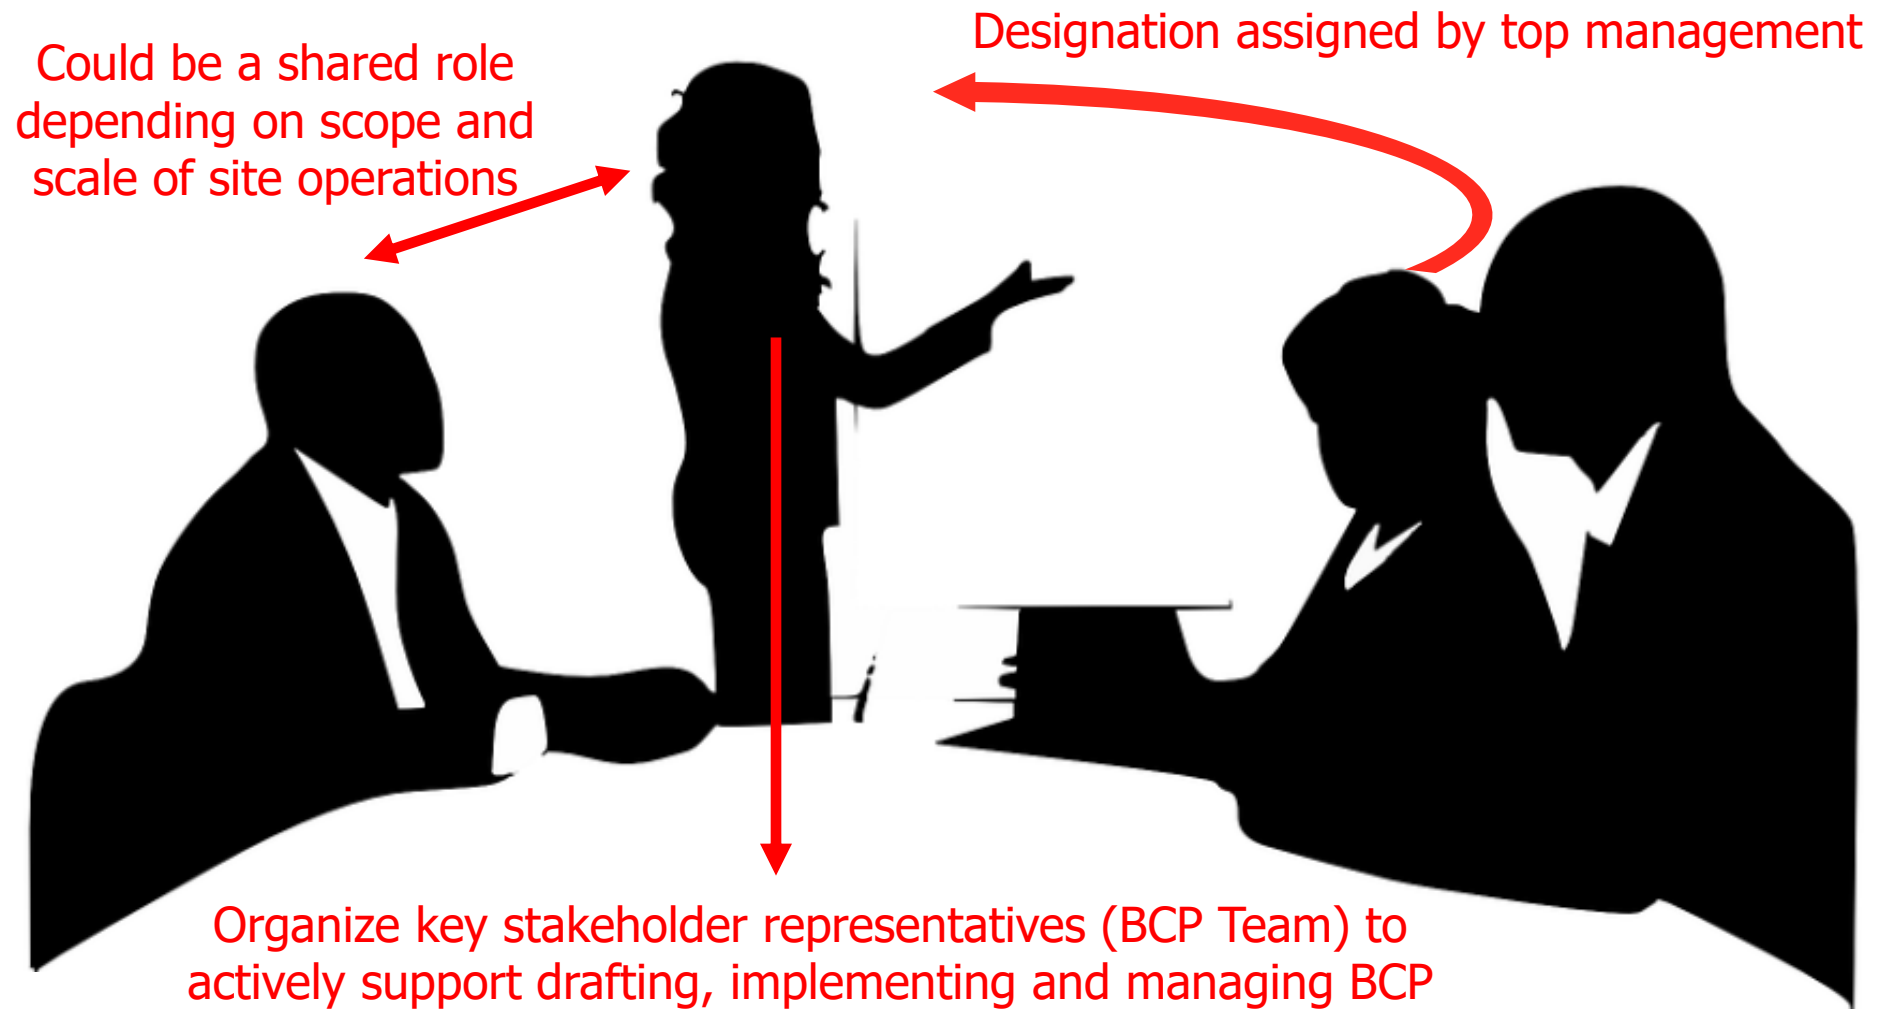 Designation assigned by top management
Could be a shared role
depending on scope and
scale of site operations
Organize key stakeholder representatives (BCP Team) to
actively support drafting, implementing and managing BCP